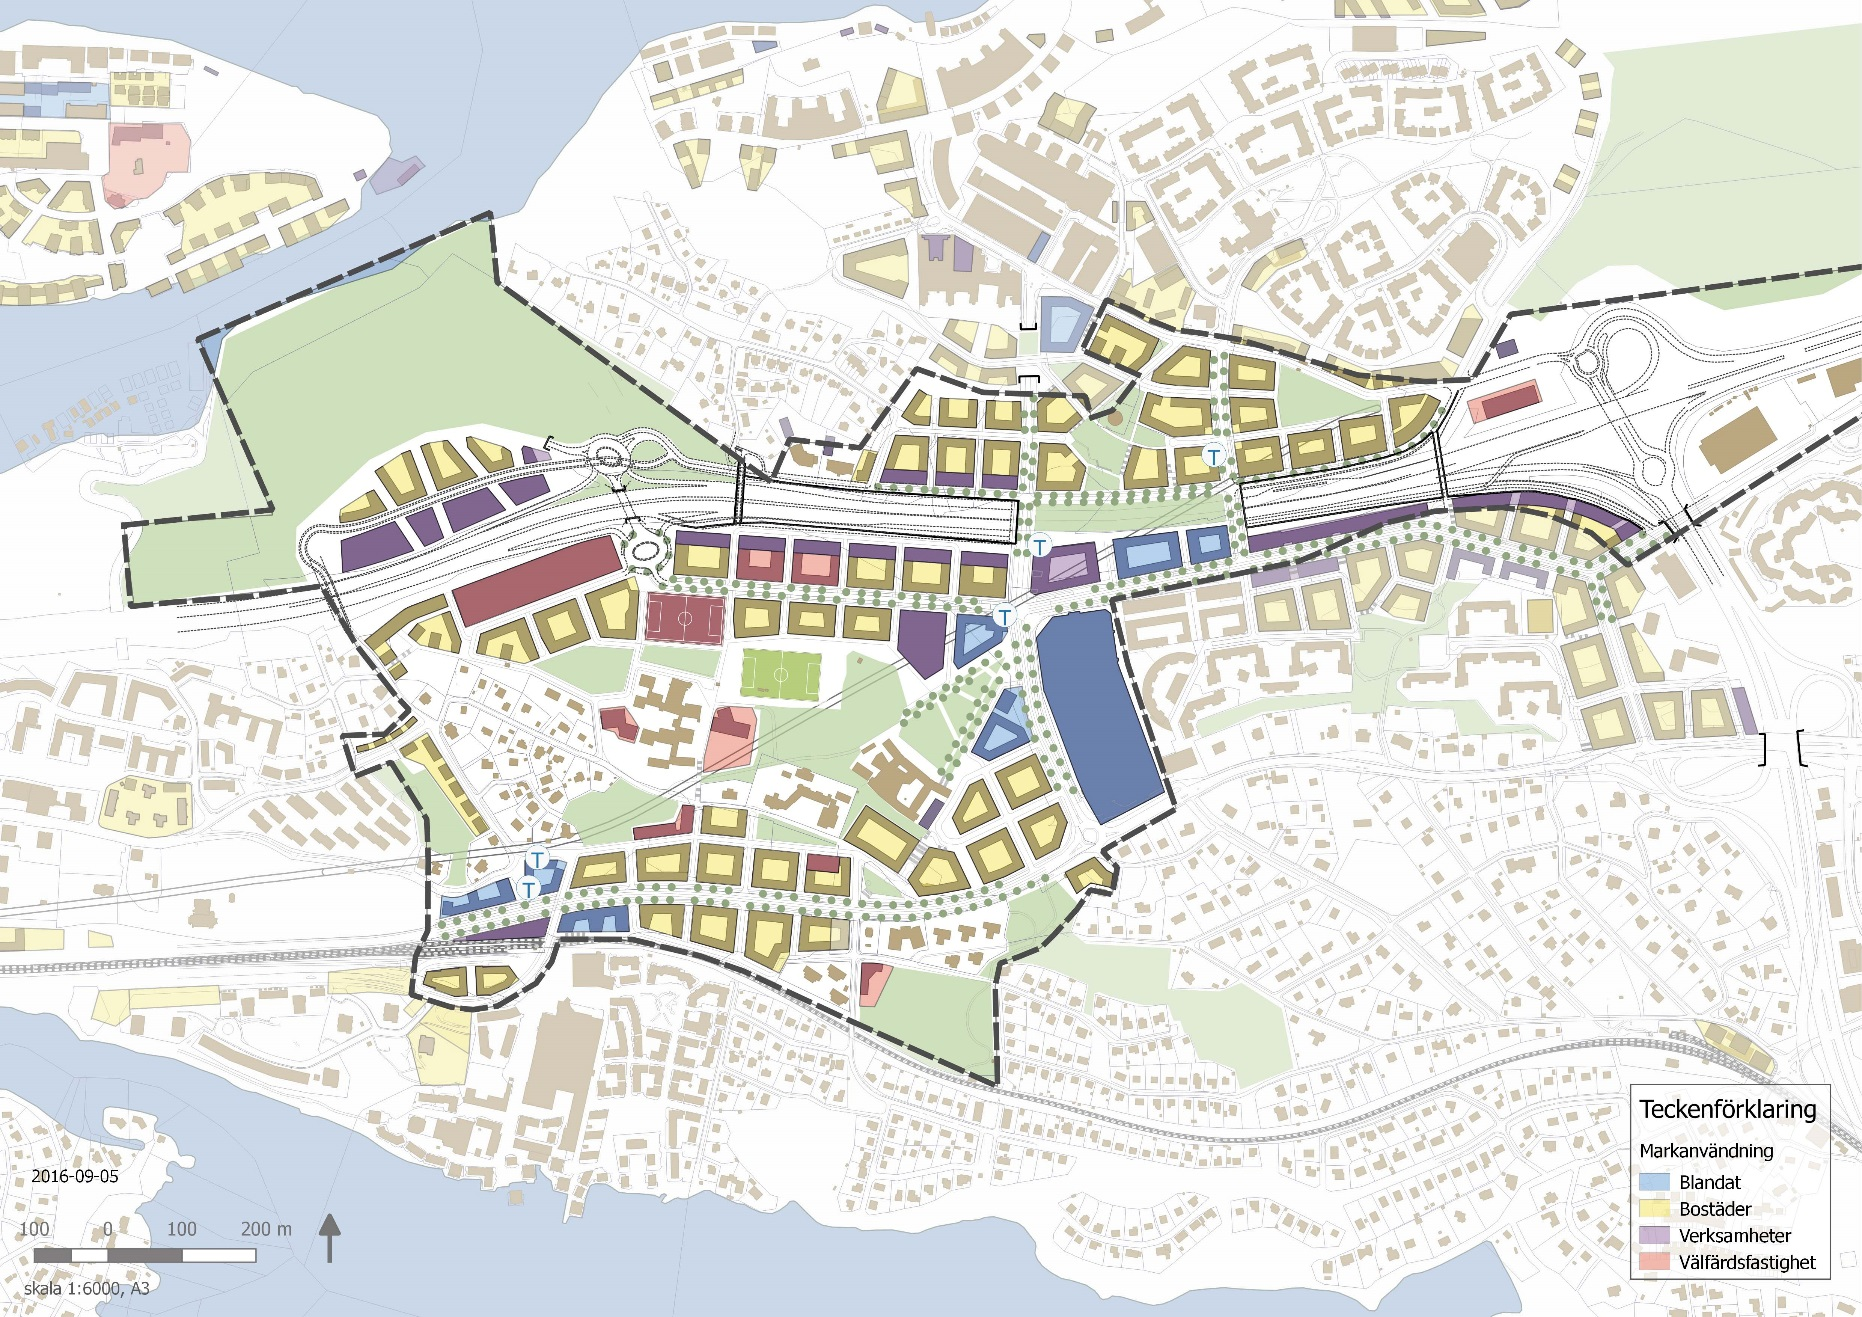 T
T
T
T
T
2016-09-05
100 0 100 200 m
skala 1:6000, A3
Teckenförklaring
Markanvändning
Blandat
Bostäder
Verksamheter
Välfärdsfastighet